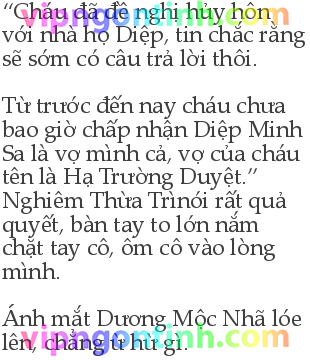 “Cháu đã đề nghị hủy hôn
với nhà họ Diệp, tin chắc rằng
sẽ sớm có câu trả lời thôi.
Từ trước đến nay cháu chưa
bao giờ chấp nhận Diệp Minh
Sa là vợ mình cả, vợ của cháu
tên là Hạ Trường Duyệt.”
Nghiêm Thừa Trìnói rất quả
quyết, bàn tay to lớn nắm
chặt tay cô, ôm cô vào lòng
mình.
Ánh mắt Dương Mộc Nhã lóe
lên, chẳng ừ hử gì.
vipngontinh.com
vipngontinh.com